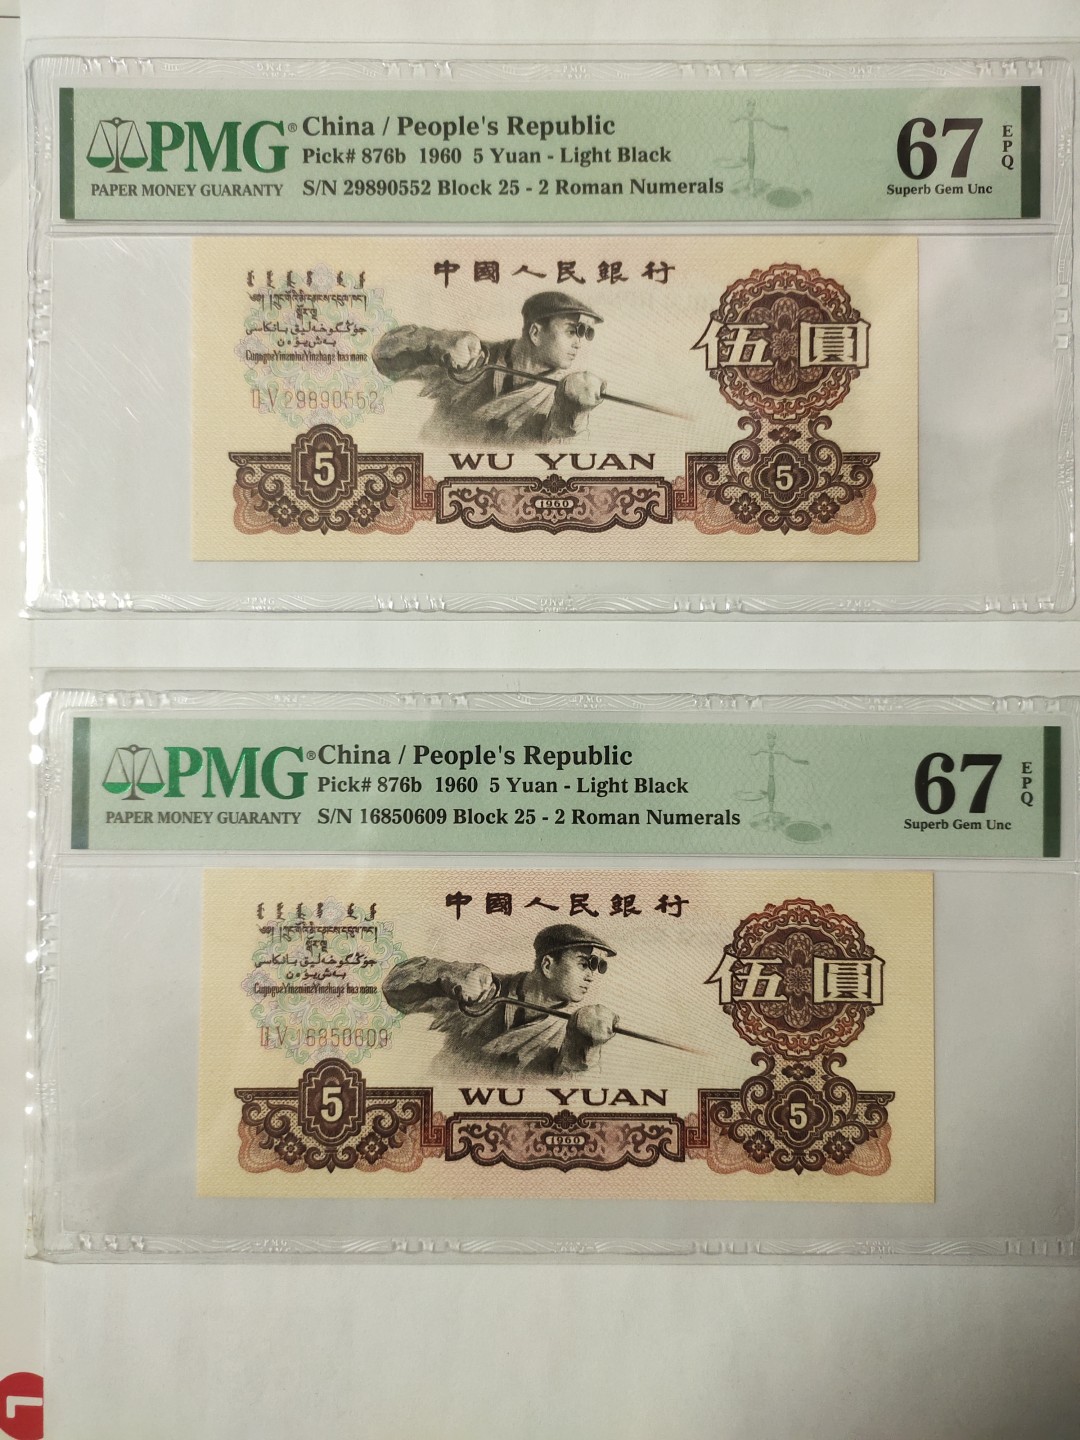 PMG®
PAPER MONEY GUARANTY
China / People's Republic
Pick# 876b 1960 5 Yuan - Light Black
S/N 29890552 Block 25 - 2 Roman Numerals
67
EPQ
Superb Gem Unc
中國人民銀行
ⅡⅤ29890552
伍圓
5
WU YUAN
1960
5
PMG®
PAPER MONEY GUARANTY
China / People's Republic
Pick# 876b 1960 5 Yuan - Light Black
S/N 16850609 Block 25 - 2 Roman Numerals
67
EPQ
Superb Gem Unc
中國人民銀行
ⅡⅤ16850609
伍圓
5
WU YUAN
1960
5